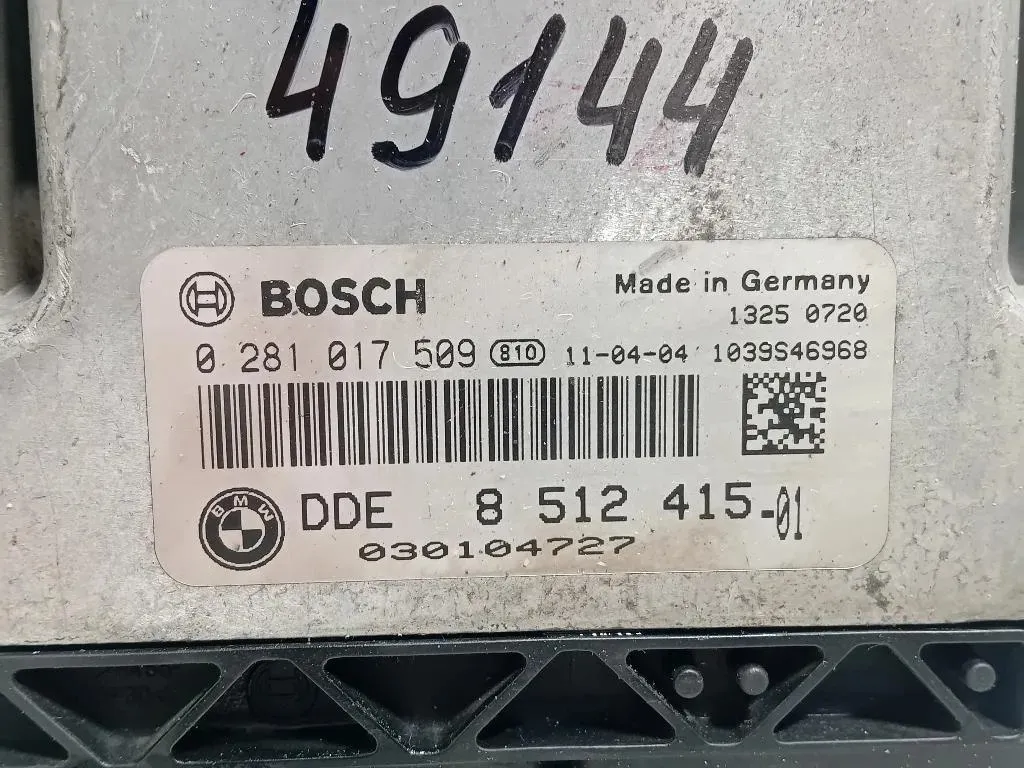 49144
BOSCH
Made in Germany
1325 0720
0 281 017 509 810 11-04-04 1039S46968
BMW
DDE 8 512 415-01
030104727